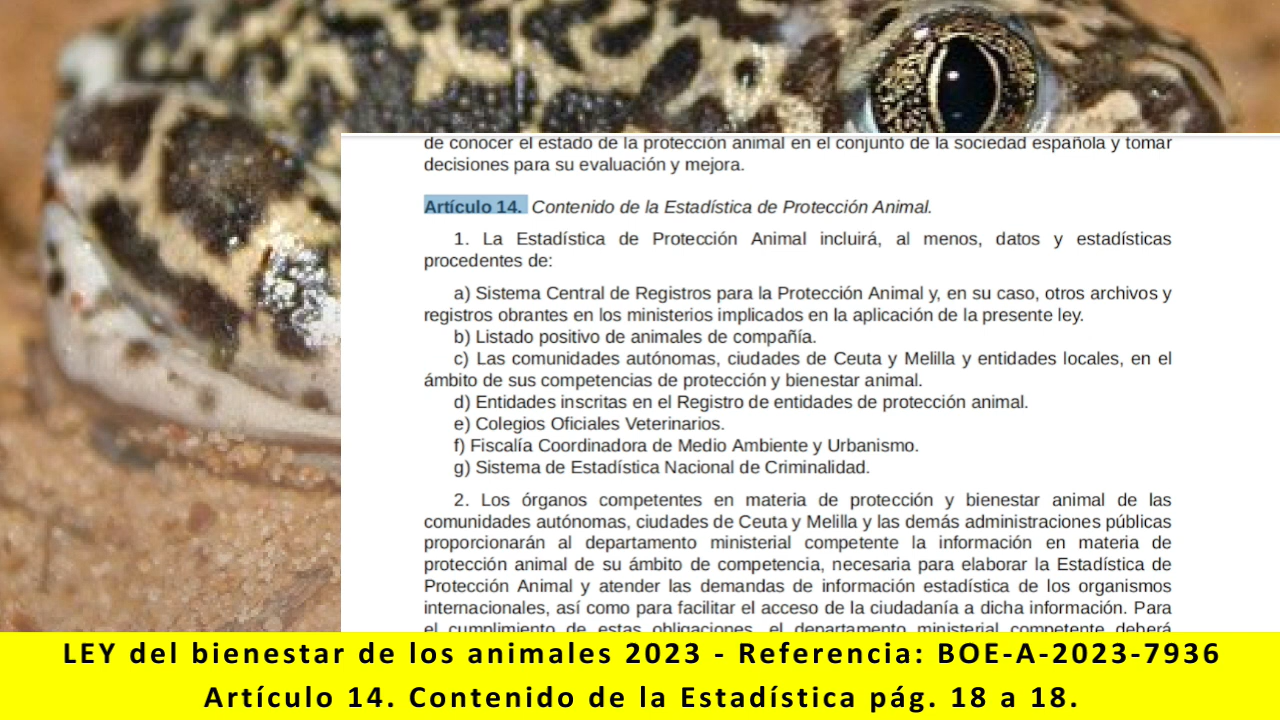 de conocer el estado de la protección animal en el conjunto de la sociedad española y tomar
decisiones para su evaluación y mejora.
Artículo 14. Contenido de la Estadística de Protección Animal.
1. La Estadística de Protección Animal incluirá, al menos, datos y estadísticas
procedentes de:
a) Sistema Central de Registros para la Protección Animal y, en su caso, otros archivos y
registros obrantes en los ministerios implicados en la aplicación de la presente ley.
b) Listado positivo de animales de compañía.
c) Las comunidades autónomas, ciudades de Ceuta y Melilla y entidades locales, en el
ámbito de sus competencias de protección y bienestar animal.
d) Entidades inscritas en el Registro de entidades de protección animal.
e) Colegios Oficiales Veterinarios.
f) Fiscalía Coordinadora de Medio Ambiente y Urbanismo.
g) Sistema de Estadística Nacional de Criminalidad.
2. Los órganos competentes en materia de protección y bienestar animal de las
comunidades autónomas, ciudades de Ceuta y Melilla y las demás administraciones públicas
proporcionarán al departamento ministerial competente la información en materia de
protección animal de su ámbito de competencia, necesaria para elaborar la Estadística de
Protección Animal y atender las demandas de información estadística de los organismos
internacionales, así como para facilitar el acceso de la ciudadanía a dicha información. Para
el cumplimiento de estas obligaciones, el departamento ministerial competente deberá
LEY del bienestar de los animales 2023 - Referencia: BOE-A-2023-7936
Artículo 14. Contenido de la Estadística pág. 18 a 18.